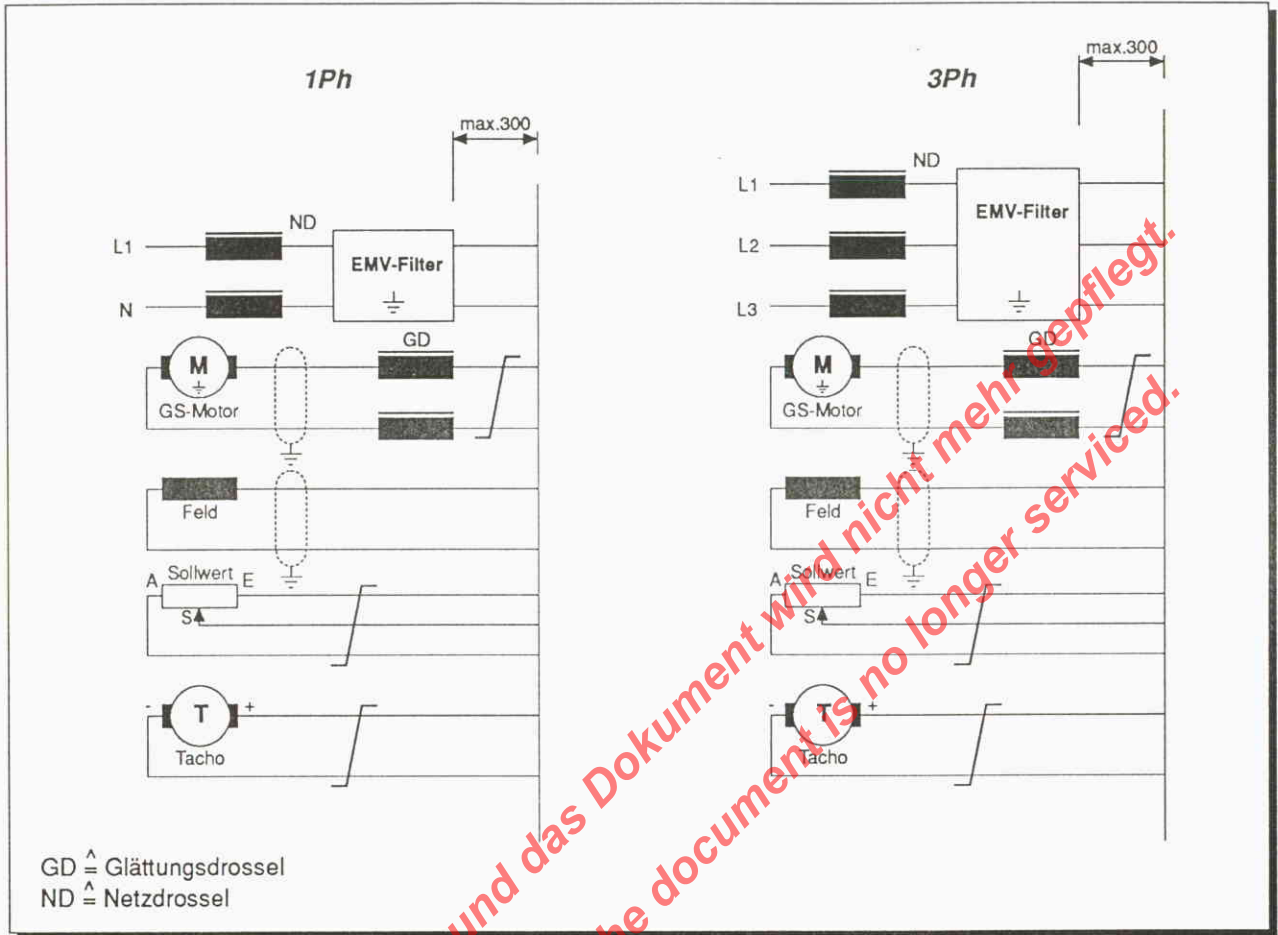 1Ph
max.300
ND
L1
EMV-Filter
N
GD
M
GS-Motor
Feld
A Sollwert E
S
- T +
Tacho
3Ph
max.300
ND
L1
EMV-Filter
L2
L3
GD
M
GS-Motor
Feld
A Sollwert E
S
- T +
Tacho
GD ≙ Glättungsdrossel
ND ≙ Netzdrossel
und das Dokument wird nicht mehr gepflegt.
he document is no longer serviced.